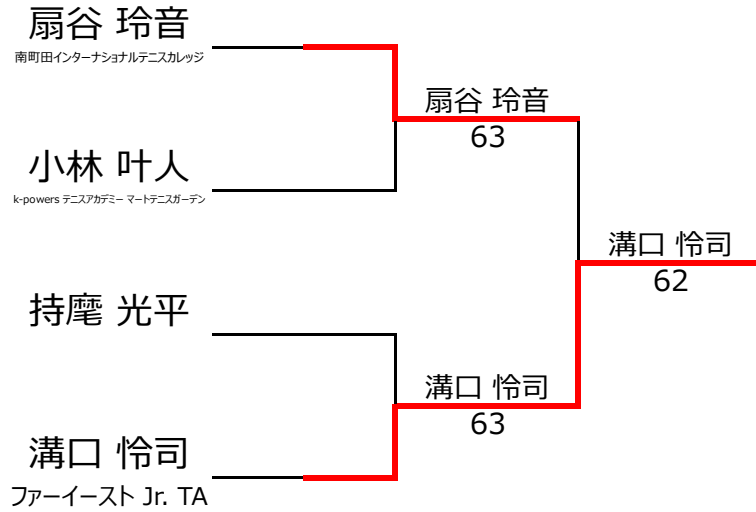 扇谷 玲音
南町田インターナショナルテニスカレッジ
扇谷 玲音
63
小林 叶人
k-powers テニスアカデミー マートテニスガーデン
溝口 怜司
62
持麾 光平
溝口 怜司
63
溝口 怜司
ファーイースト Jr. TA